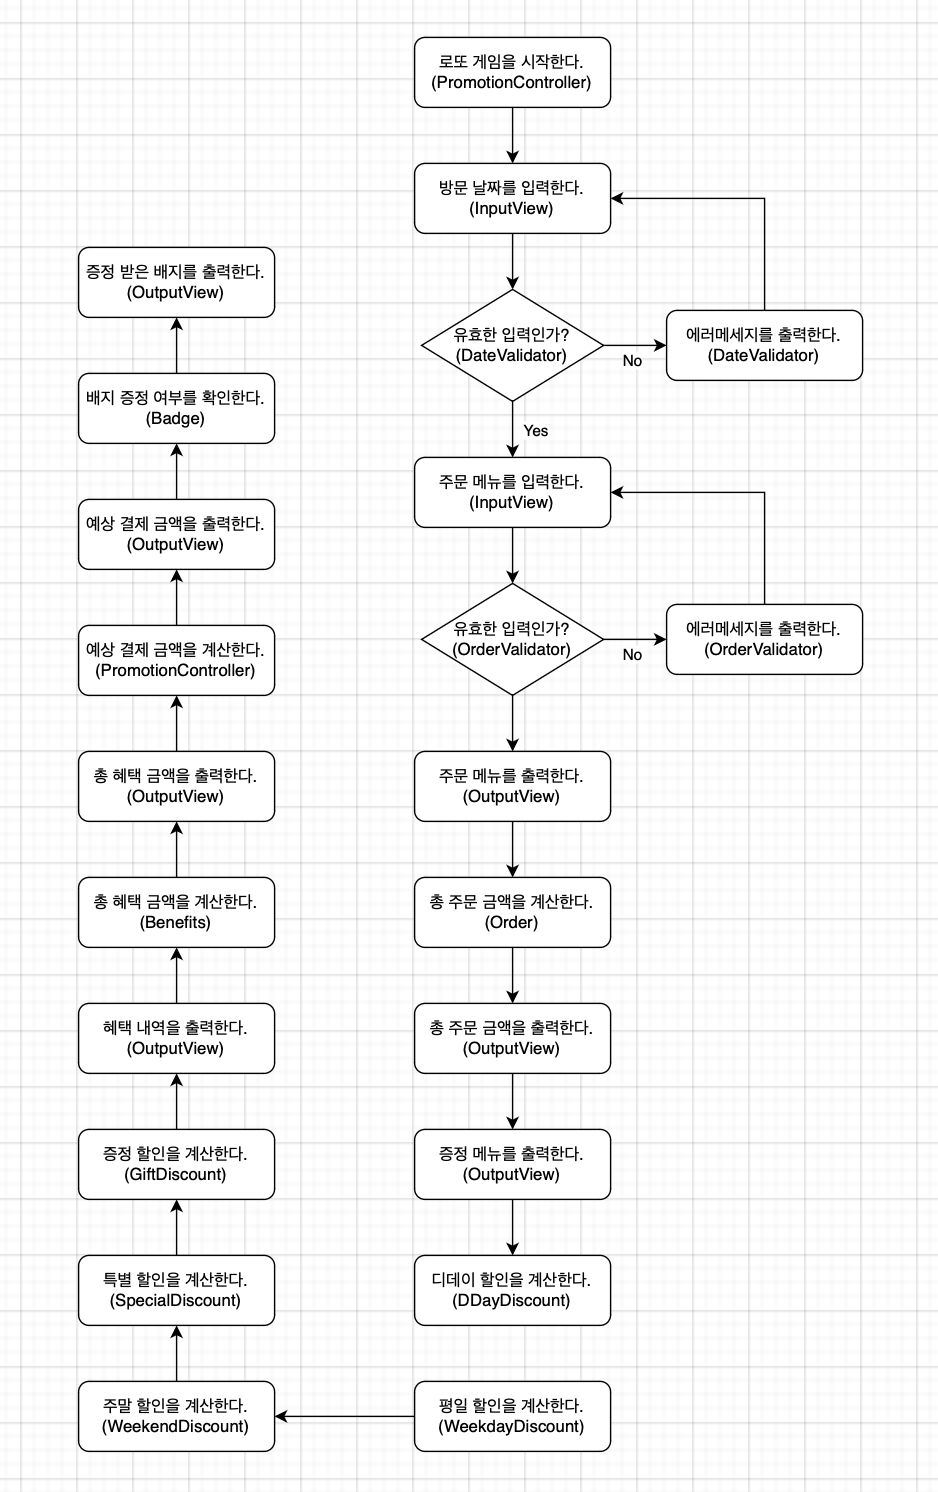 로또 게임을 시작한다.
(PromotionController)
방문 날짜를 입력한다.
(InputView)
유효한 입력인가?
(DateValidator)
No
에러메세지를 출력한다.
(DateValidator)
Yes
주문 메뉴를 입력한다.
(InputView)
유효한 입력인가?
(OrderValidator)
No
에러메세지를 출력한다.
(OrderValidator)
주문 메뉴를 출력한다.
(OutputView)
총 주문 금액을 계산한다.
(Order)
총 주문 금액을 출력한다.
(OutputView)
증정 메뉴를 출력한다.
(OutputView)
디데이 할인을 계산한다.
(DDayDiscount)
평일 할인을 계산한다.
(WeekdayDiscount)
주말 할인을 계산한다.
(WeekendDiscount)
특별 할인을 계산한다.
(SpecialDiscount)
증정 할인을 계산한다.
(GiftDiscount)
혜택 내역을 출력한다.
(OutputView)
총 혜택 금액을 계산한다.
(Benefits)
총 혜택 금액을 출력한다.
(OutputView)
예상 결제 금액을 계산한다.
(PromotionController)
예상 결제 금액을 출력한다.
(OutputView)
배지 증정 여부를 확인한다.
(Badge)
증정 받은 배지를 출력한다.
(OutputView)